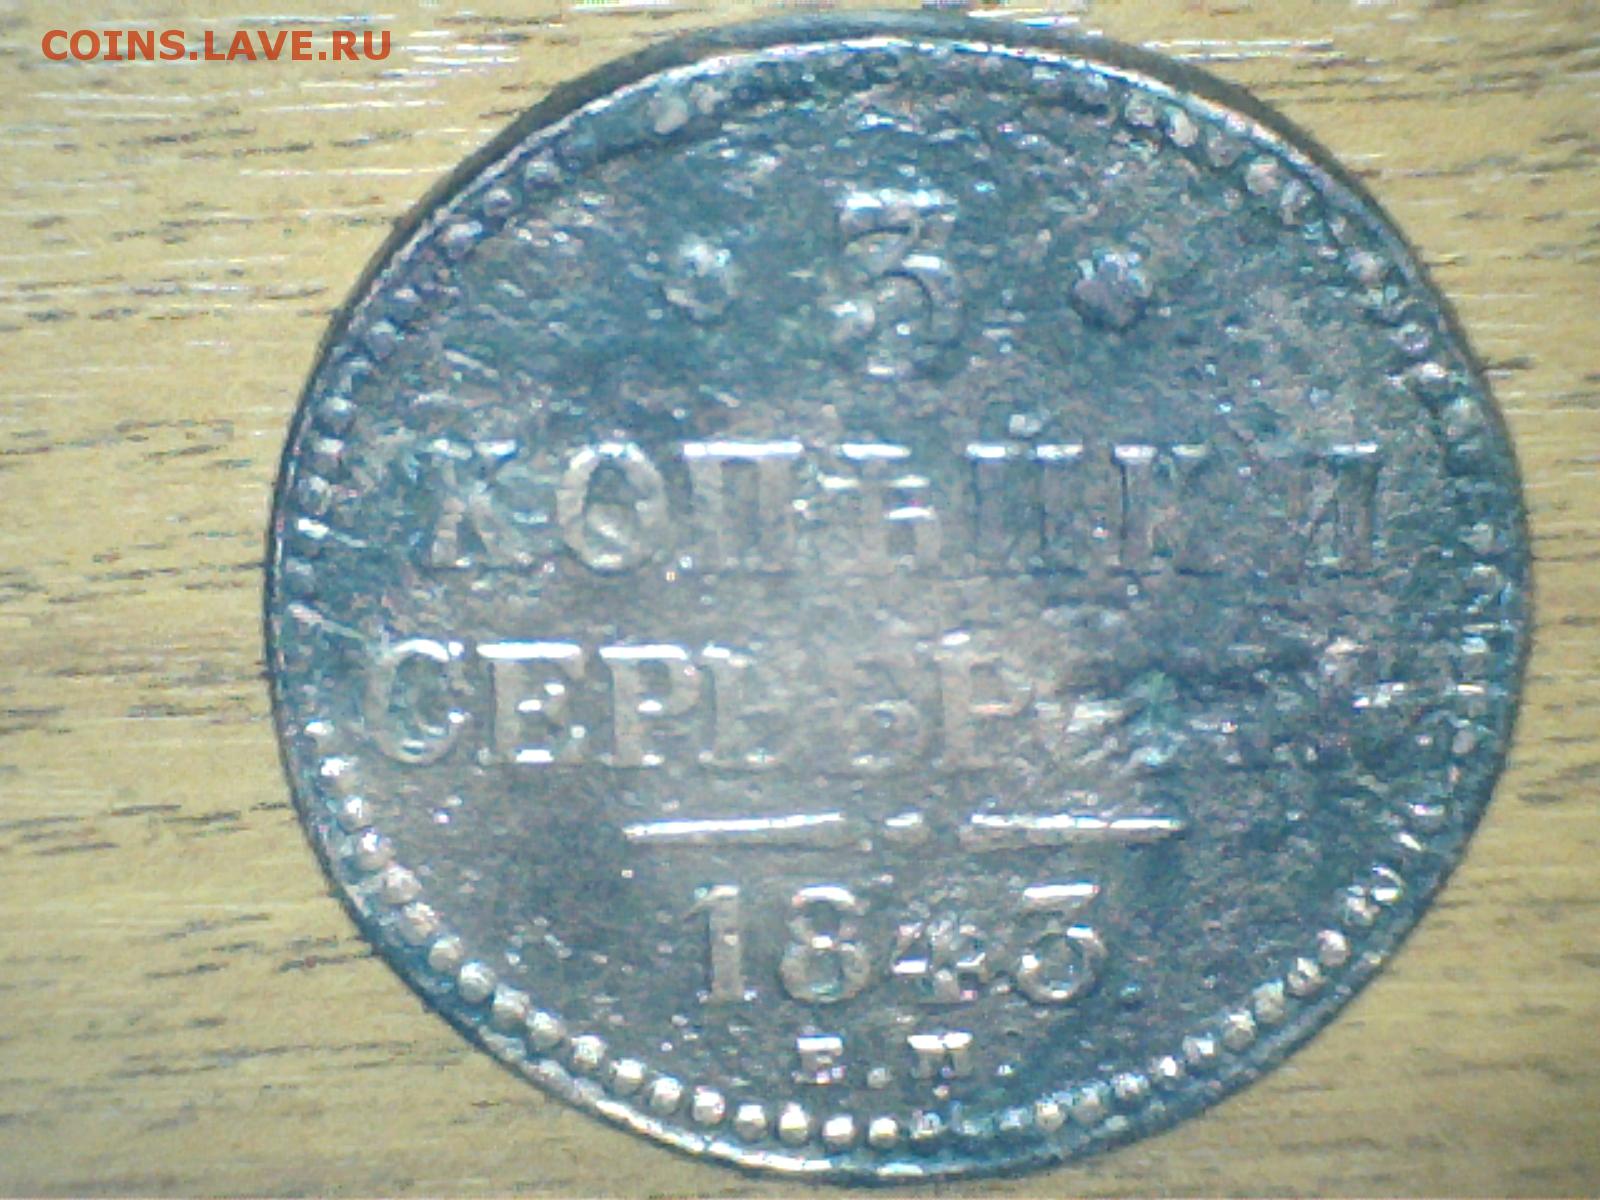 COINS.LAVE.RU
3
КОПѢЙКИ
СЕРЕБРОМЪ
1843
Е.М.